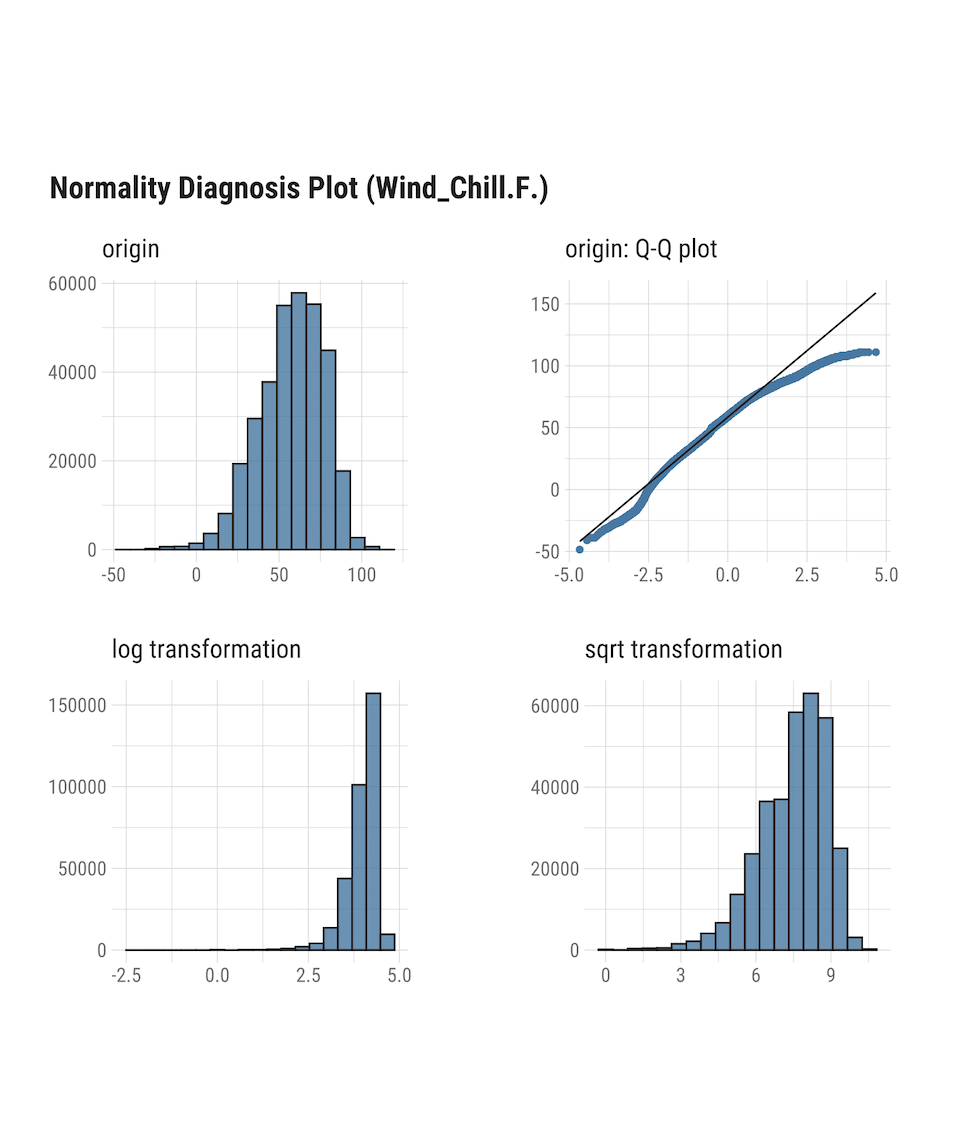 Normality Diagnosis Plot (Wind_Chill.F.)
origin
60000
40000
20000
0
-50 0 50 100
origin: Q-Q plot
150
100
50
0
-50
-5.0 -2.5 0.0 2.5 5.0
log transformation
150000
100000
50000
0
-2.5 0.0 2.5 5.0
sqrt transformation
60000
40000
20000
0
0 3 6 9